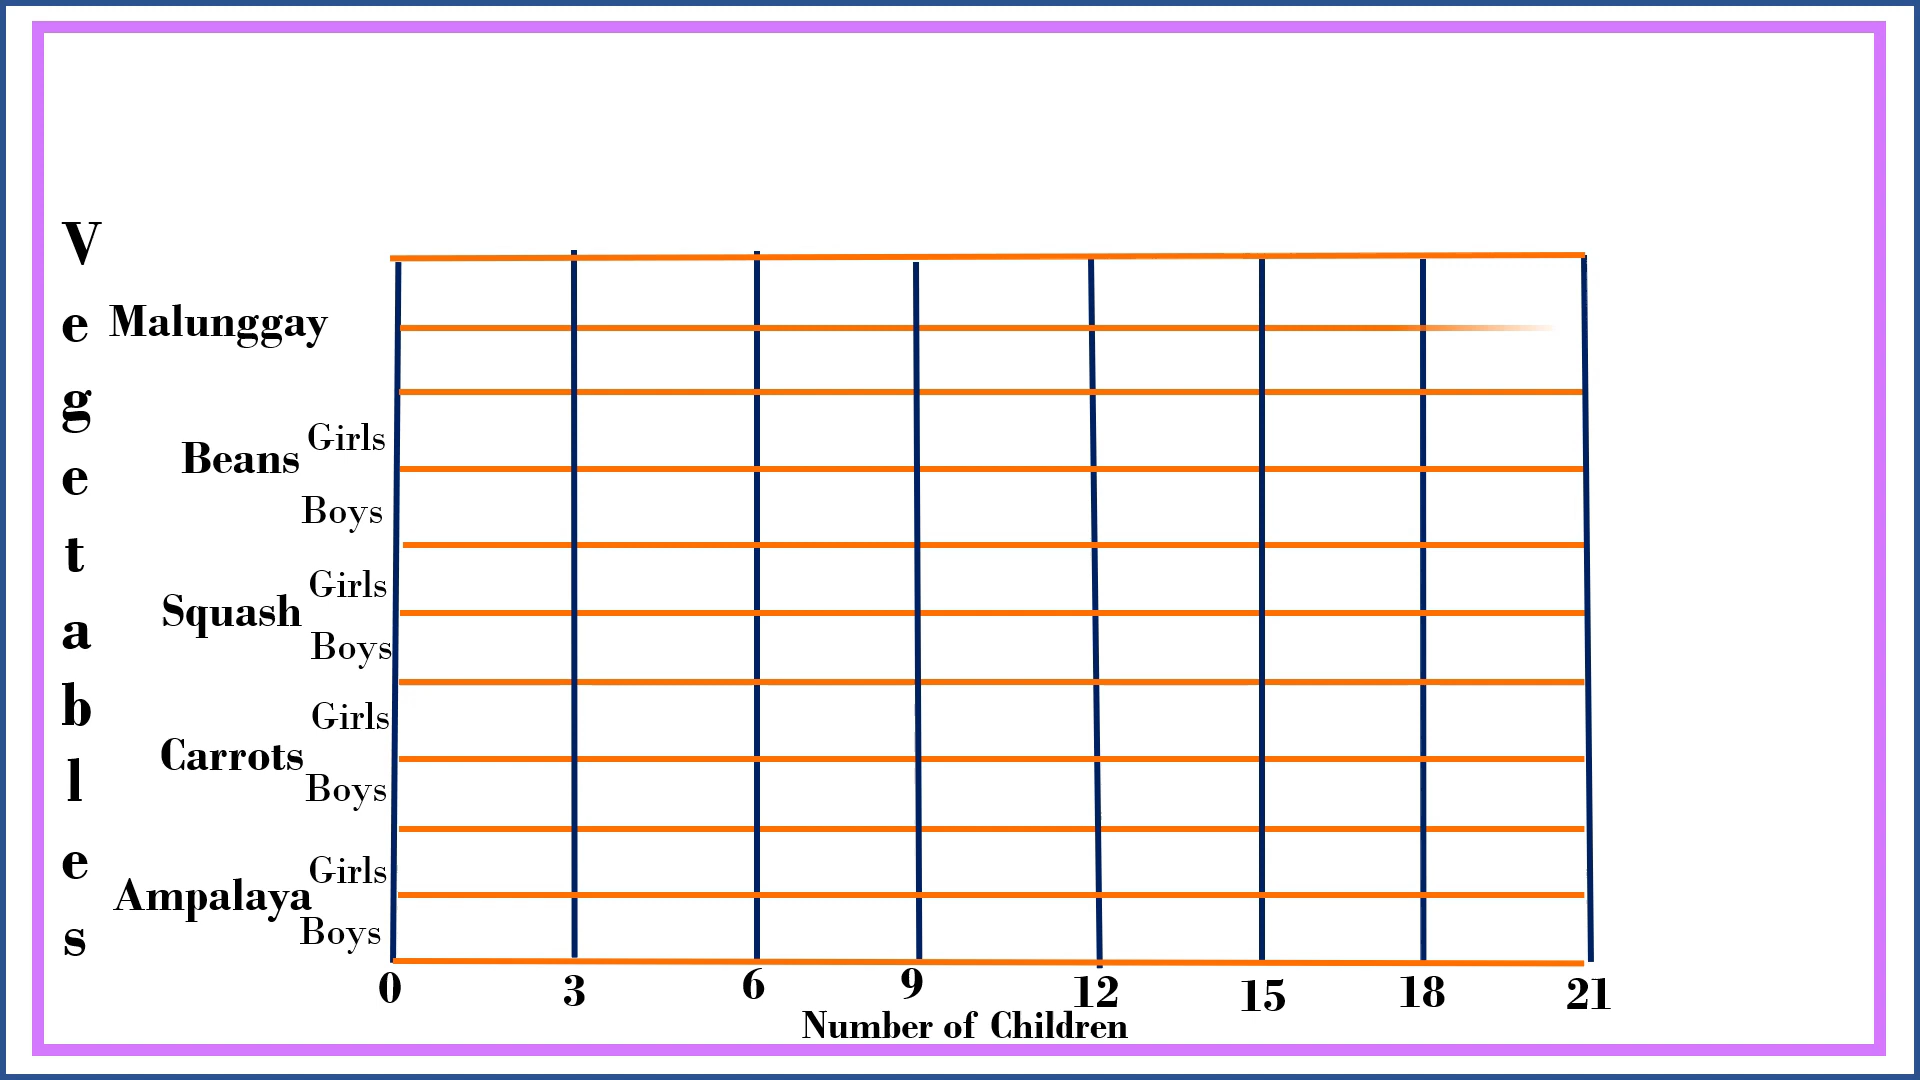 Vegetables
Malunggay
Girls
Beans
Boys
Girls
Squash
Boys
Girls
Carrots
Boys
Girls
Ampalaya
Boys
0 3 6 9 12 15 18 21
Number of Children